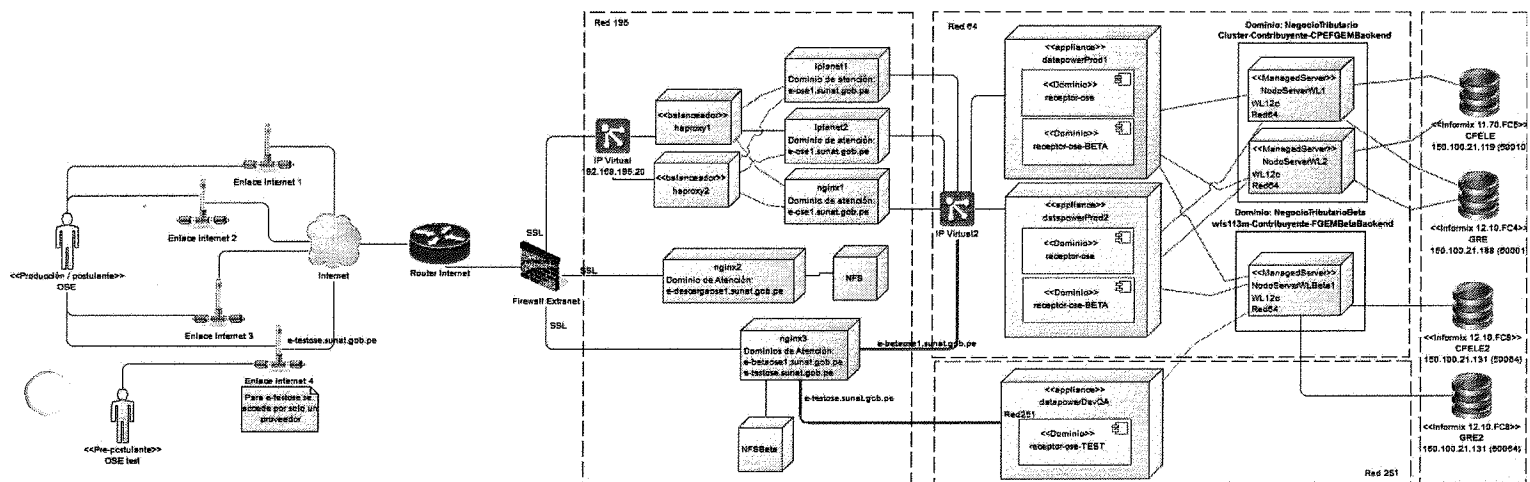 Enlace Internet 1
Enlace Internet 2
<<Producción / postulante>>
OSE
Enlace Internet 3
e-testose.sunat.gob.pe
Enlace Internet 4
Para e-testose se
accede por solo un
proveedor
<<Pre-postulante>>
OSE test
Internet
Router Internet
Firewall Extranet
SSL
SSL
SSL
Red 195
IP Virtual
92.168.195.20
<<balanceador>>
haproxy1
<<balanceador>>
haproxy2
iplanet1
Dominio de atención:
e-ose1.sunat.gob.pe
iplanet2
Dominio de atención:
e-ose1.sunat.gob.pe
nginx1
Dominio de atención:
e-ose1.sunat.gob.pe
nginx2
Dominio de Atención:
e-descargaose1.sunat.gob.pe
NFS
nginx3
Dominios de Atención:
e-betaose1.sunat.gob.pe
e-testose.sunat.gob.pe
NFSBeta
e-betaose1.sunat.gob.pe
e-testose.sunat.gob.pe
IP Virtual2
Red 64
<<appliance>>
datapowerProd1
<<Dominio>>
receptor-ose
<<Dominio>>
receptor-ose-BETA
<<appliance>>
datapowerProd2
<<Dominio>>
receptor-ose
<<Dominio>>
receptor-ose-BETA
Dominio: NegocioTributario
Cluster-Contribuyente-CPEFGEMBackend
<<ManagedServer>>
NodoServerWL1
WL12c
Red64
<<ManagedServer>>
NodoServerWL2
WL12c
Red64
Dominio: NegocioTributarioBeta
wls113m-Contribuyente-FGEMBetaBackend
<<ManagedServer>>
NodoServerWLBeta1
WL12c
Red64
<<appliance>>
datapowerDevQA
Red251
<<Dominio>>
receptor-ose-TEST
Red 251
<<Informix 11.70.FC5>>
CFELE
150.100.21.119 (50010
<<Informix 12.10.FC4>>
GRE
150.100.21.188 (50001)
<<Informix 12.10.FC8>>
CFELE2
150.100.21.131 (50064)
<<Informix 12.10.FC8>>
GRE2
150.100.21.131 (50064)